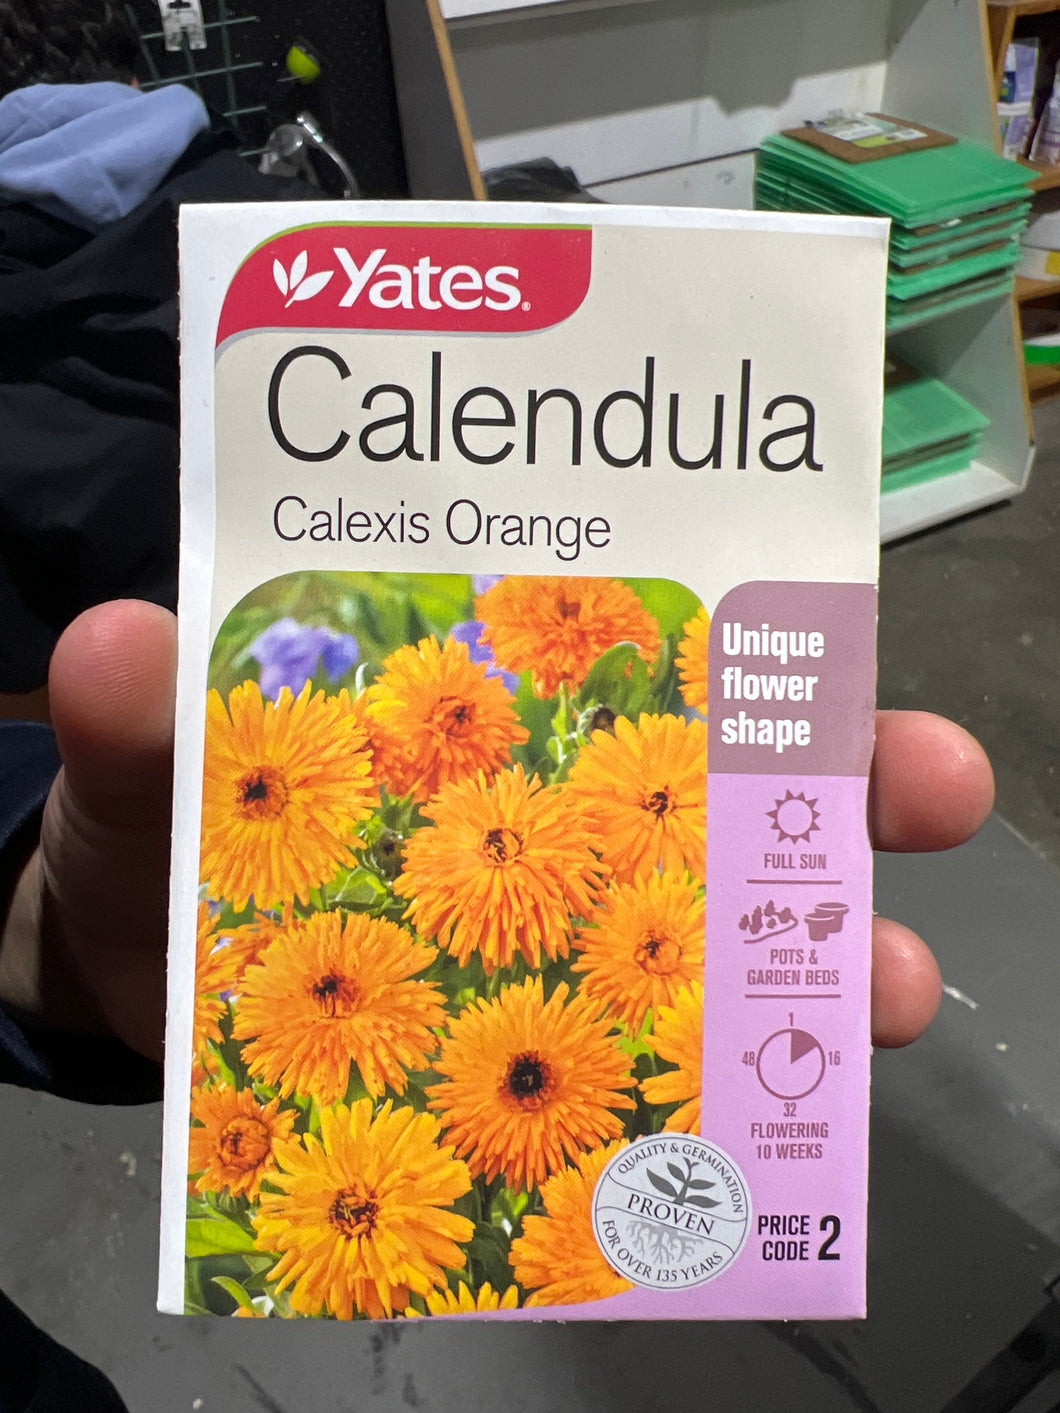 Yates®
Calendula
Calexis Orange
Unique
flower
shape
FULL SUN
POTS &
GARDEN BEDS
1
48
16
32
FLOWERING
10 WEEKS
QUALITY & GERMINATION
PROVEN
FOR OVER 135 YEARS
PRICE
CODE 2